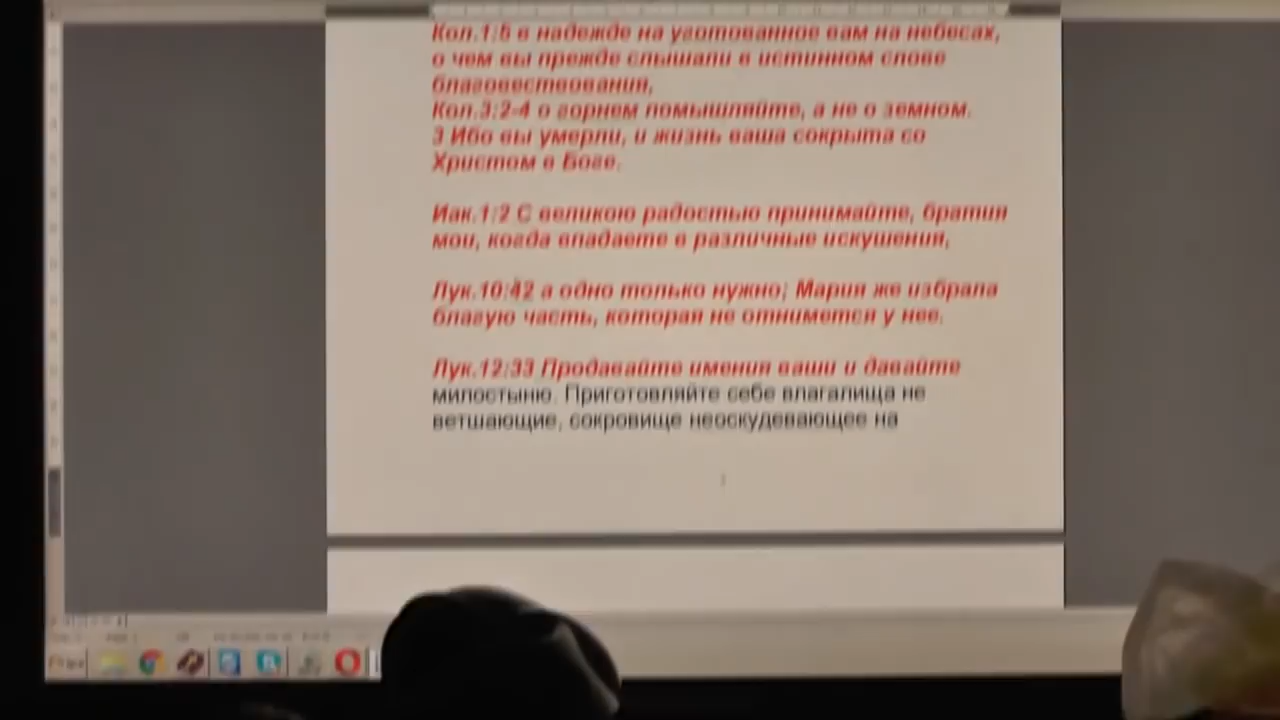 Кол.1:5 в надежде на уготованное вам на небесах,
о чем вы прежде слышали в истинном слове
благовествования,
Кол.3:2-4 о горнем помышляйте, а не о земном.
3 Ибо вы умерли, и жизнь ваша сокрыта со
Христом в Боге.
Иак.1:2 С великою радостью принимайте, братия
мои, когда впадаете в различные искушения,
Лук.10:42 а одно только нужно; Мария же избрала
благую часть, которая не отнимется у нее.
Лук.12:33 Продавайте имения ваши и давайте
милостыню. Приготовляйте себе влагалища не
ветшающие, сокровище неоскудевающее на